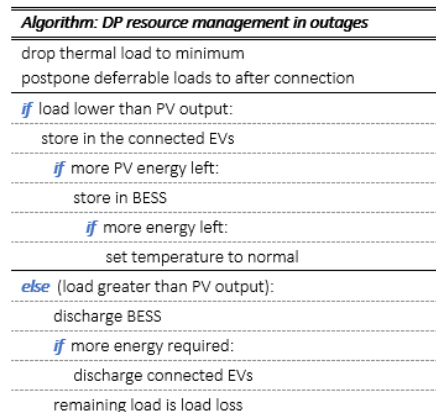 Algorithm: DP resource management in outages
drop thermal load to minimum
postpone deferrable loads to after connection
if load lower than PV output:
store in the connected EVs
if more PV energy left:
store in BESS
if more energy left:
set temperature to normal
else (load greater than PV output):
discharge BESS
if more energy required:
discharge connected EVs
remaining load is load loss